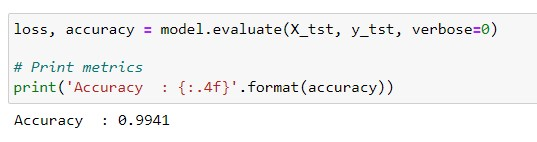 loss, accuracy = model.evaluate(X_tst, y_tst, verbose=0)
# Print metrics
print('Accuracy  : {:.4f}'.format(accuracy))
Accuracy  : 0.9941